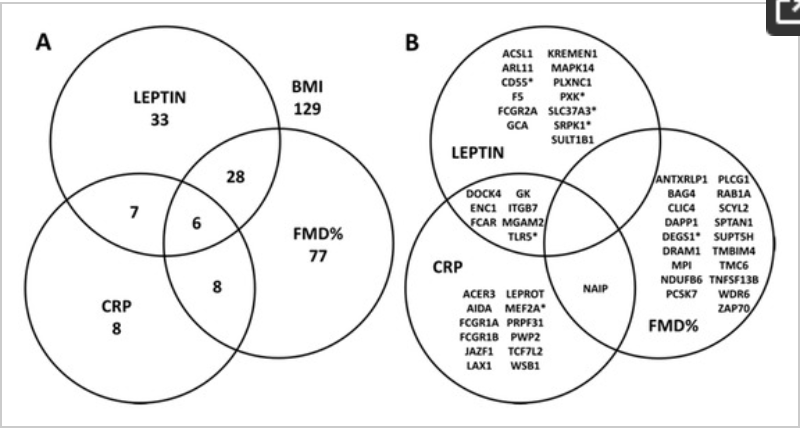 A
LEPTIN
33
BMI
129
28
7
6
FMD%
77
8
CRP
8
B
ACSL1 KREMEN1
ARL11 MAPK14
CD55* PLXNC1
F5 PXK*
FCGR2A SLC37A3*
GCA SRPK1*
SULT1B1
LEPTIN
DOCK4 GK
ENC1 ITGB7
FCAR MGAM2
TLR5*
ANTXRLP1 PLCG1
BAG4 RAB1A
CLIC4 SCYL2
DAPP1 SPTAN1
DEGS1* SUPT5H
DRAM1 TMBIM4
MPI TMC6
NDUFB6 TNFSF13B
PCSK7 WDR6
ZAP70
FMD%
NAIP
CRP
ACER3 LEPROT
AIDA MEF2A*
FCGR1A PRPF31
FCGR1B PWP2
JAZF1 TCF7L2
LAX1 WSB1